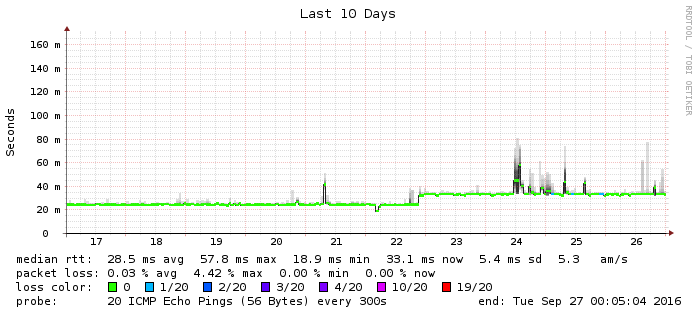 Last 10 Days
RRDTOOL / TOBI OETIKER
Seconds
160 m
140 m
120 m
100 m
80 m
60 m
40 m
20 m
0
17 18 19 20 21 22 23 24 25 26
median rtt: 28.5 ms avg 57.8 ms max 18.9 ms min 33.1 ms now 5.4 ms sd 5.3 am/s
packet loss: 0.03 % avg 4.42 % max 0.00 % min 0.00 % now
loss color: 0 1/20 2/20 3/20 4/20 10/20 19/20
probe: 20 ICMP Echo Pings (56 Bytes) every 300s end: Tue Sep 27 00:05:04 2016